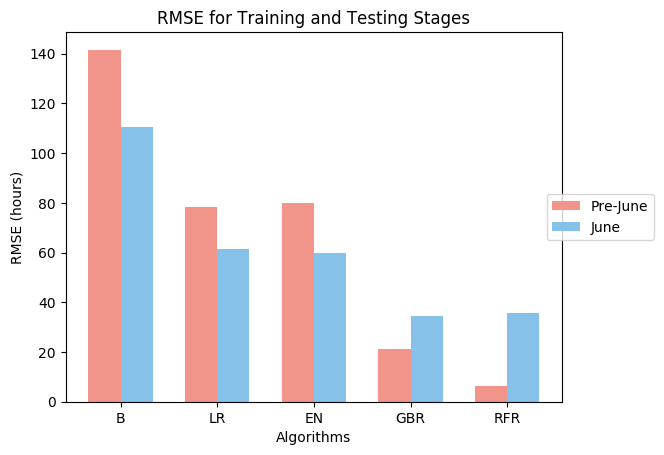 RMSE for Training and Testing Stages
140
120
100
80
60
40
20
0
RMSE (hours)
B
LR
EN
GBR
RFR
Algorithms
Pre-June
June